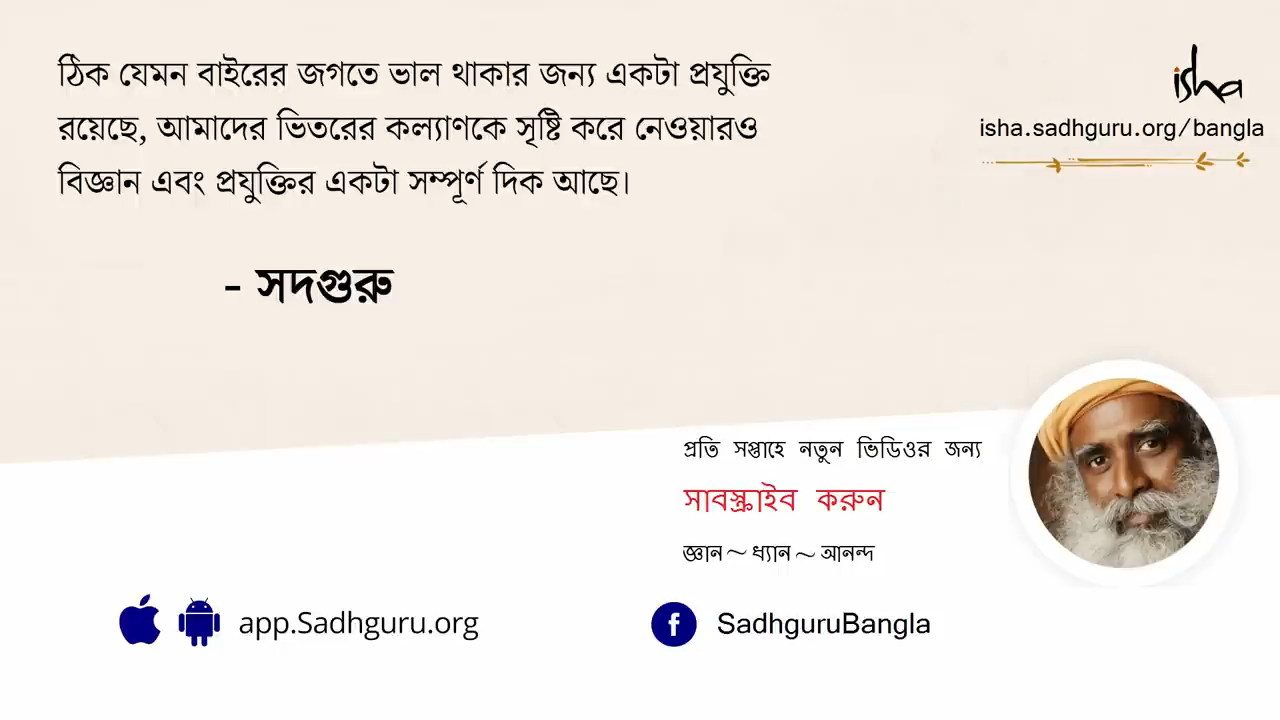 ঠিক যেমন বাইরের জগতে ভাল থাকার জন্য একটা প্রযুক্তি
রয়েছে, আমাদের ভিতরের কল্যাণকে সৃষ্টি করে নেওয়ারও
বিজ্ঞান এবং প্রযুক্তির একটা সম্পূর্ণ দিক আছে।
- সদগুরু
isha
isha.sadhguru.org/bangla
প্রতি সপ্তাহে নতুন ভিডিওর জন্য
সাবস্ক্রাইব করুন
জ্ঞান ~ ধ্যান ~ আনন্দ
app.Sadhguru.org
f SadhguruBangla